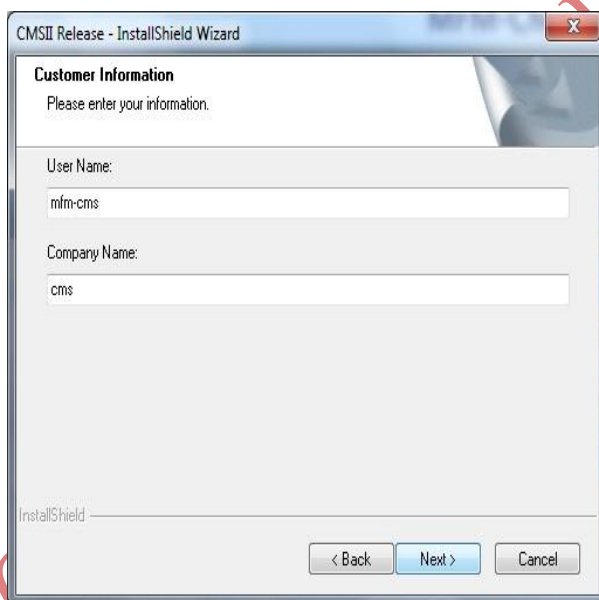 CMSII Release - InstallShield Wizard
Customer Information
Please enter your information.
User Name:
mfm-cms
Company Name:
cms
InstallShield
< Back
Next >
Cancel